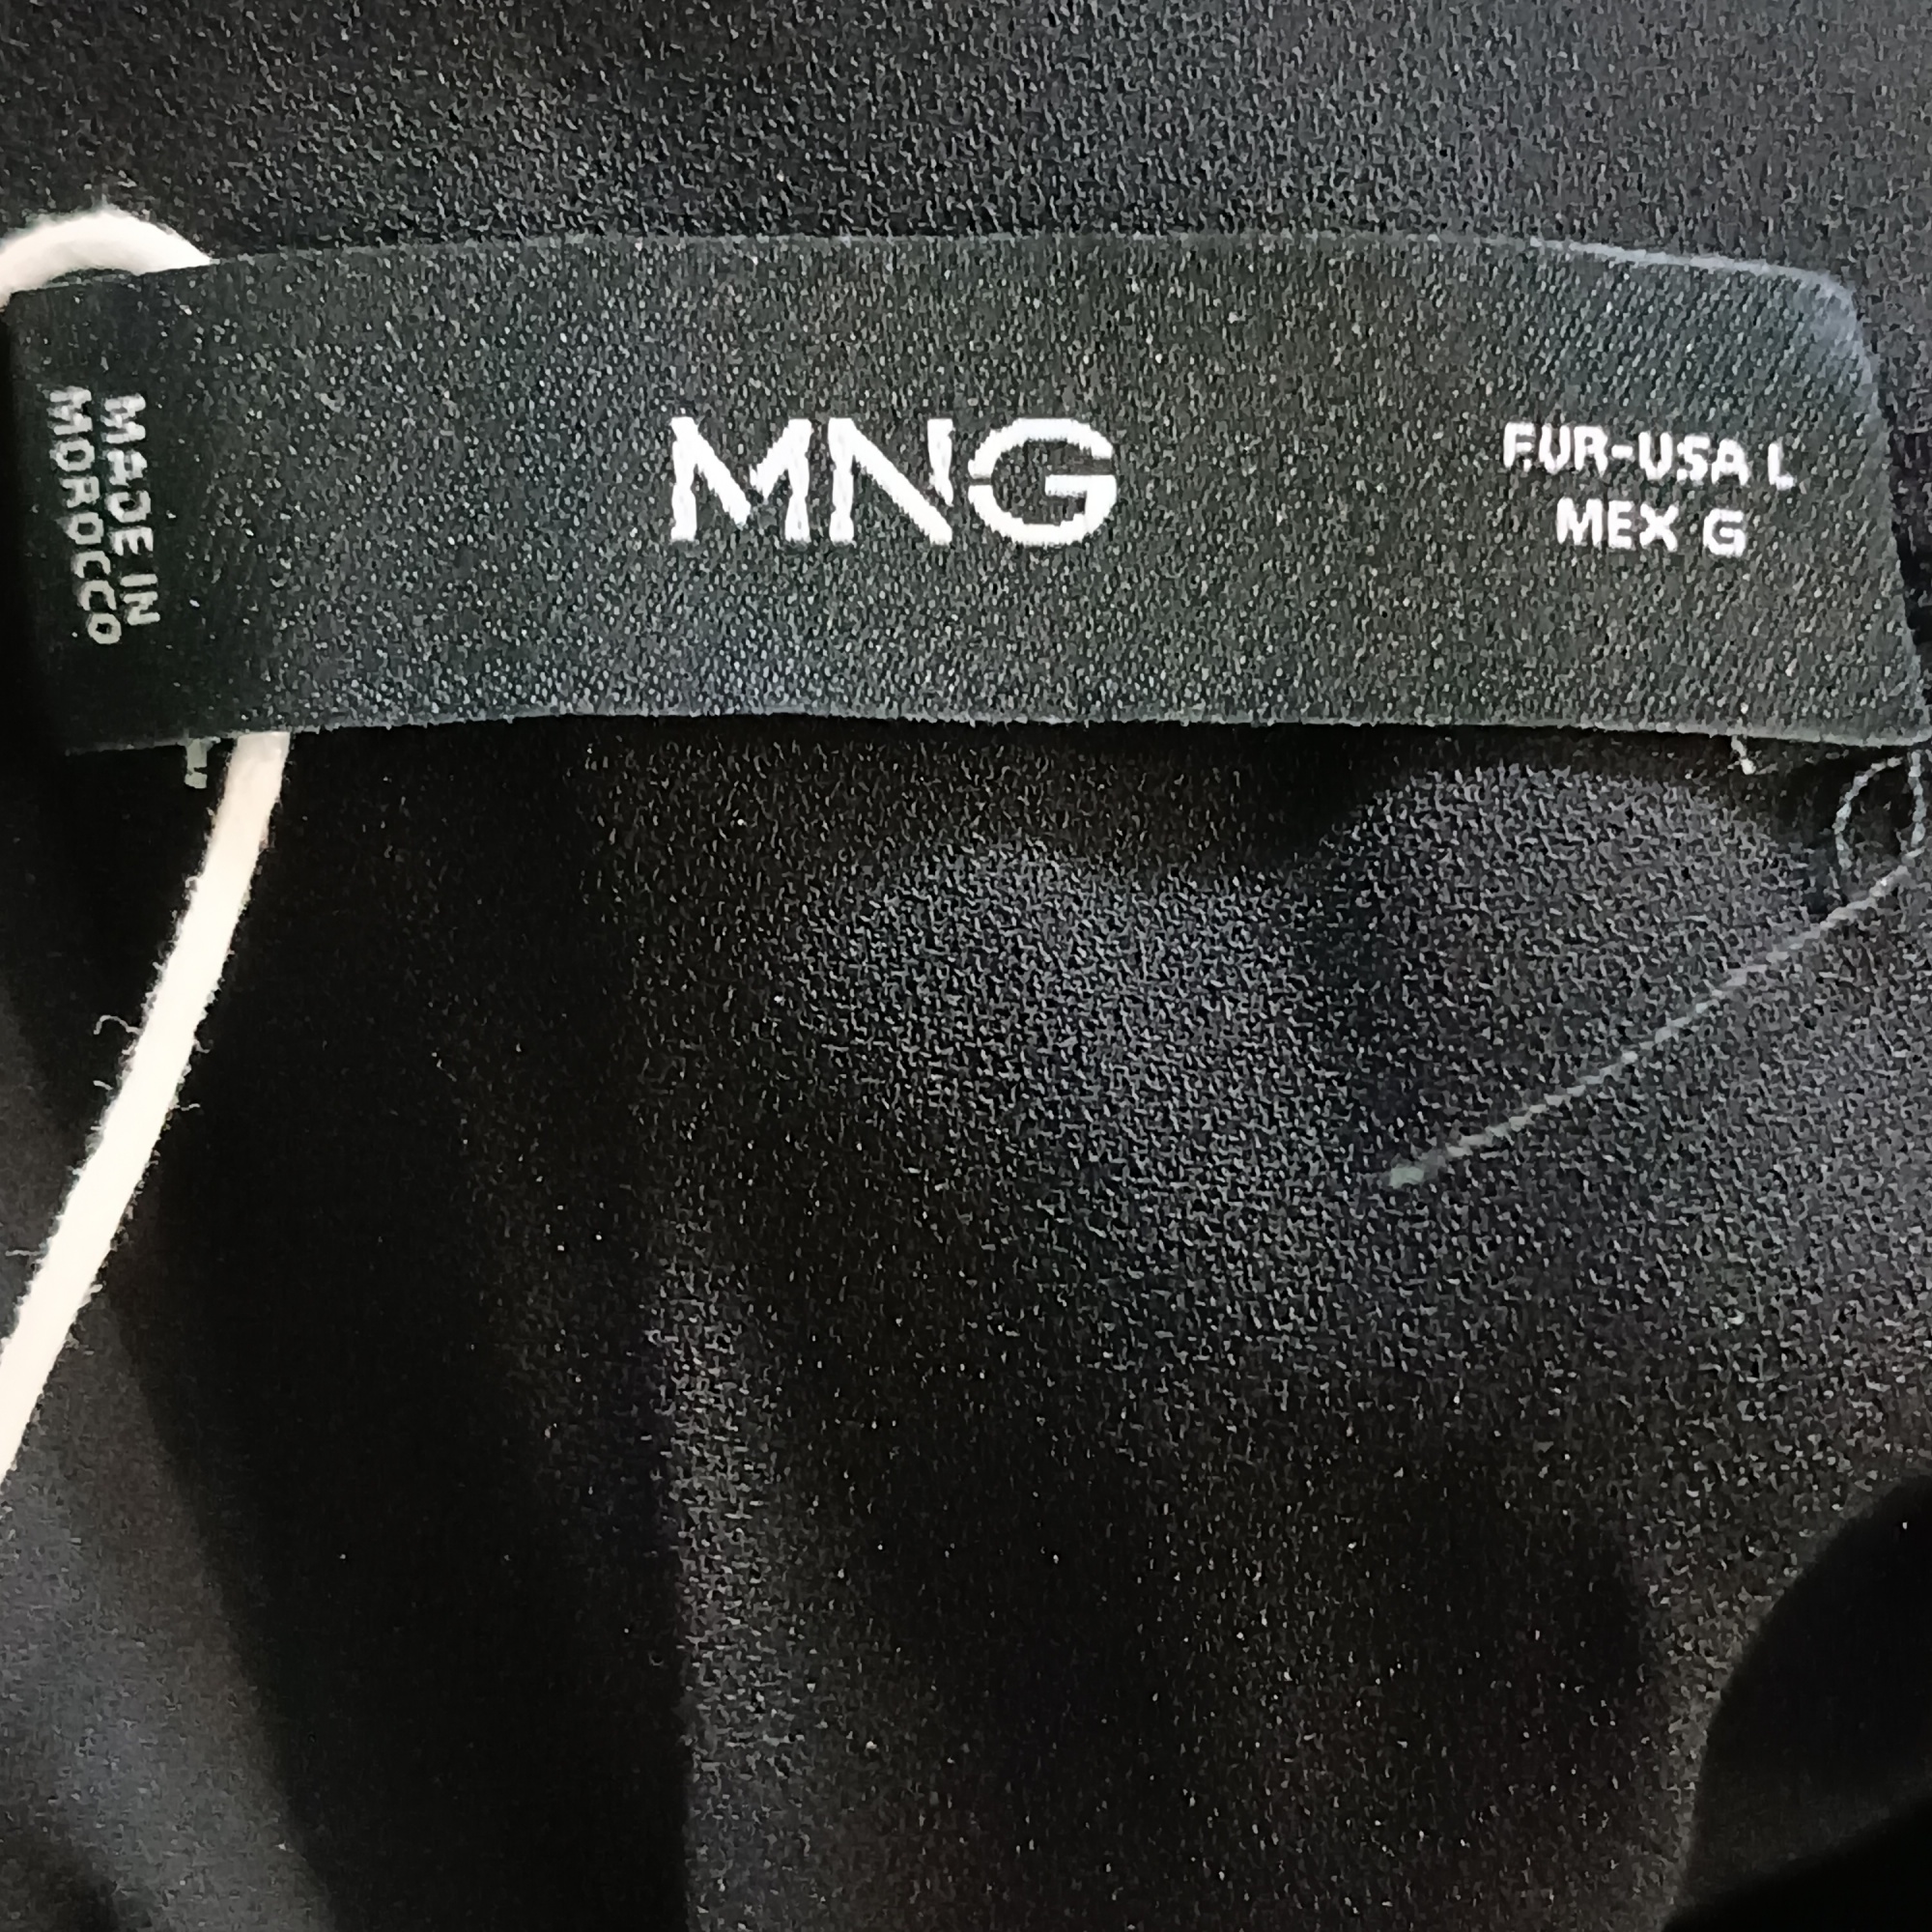 MADE IN
MOROCCO
MNG
EUR-USA L
MEX G